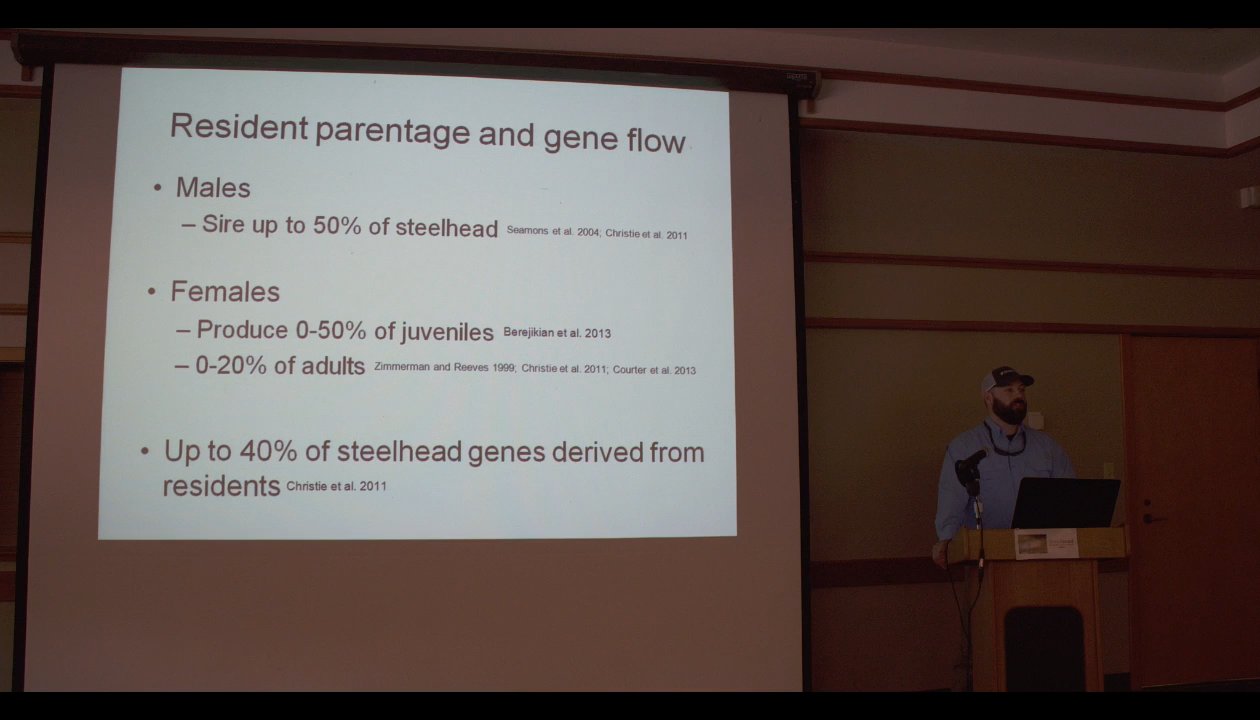 Resident parentage and gene flow
• Males
– Sire up to 50% of steelhead Seamons et al. 2004; Christie et al. 2011
• Females
– Produce 0-50% of juveniles Berejikian et al. 2013
– 0-20% of adults Zimmerman and Reeves 1999; Christie et al. 2011; Courter et al. 2013
• Up to 40% of steelhead genes derived from
residents Christie et al. 2011